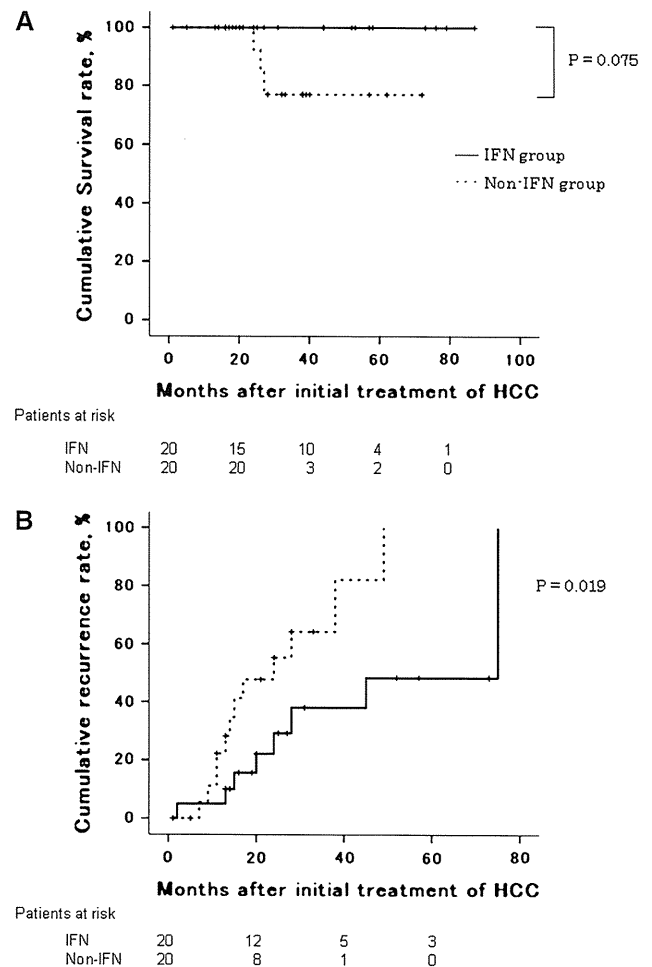 A
Cumulative Survival rate, %
100
80
60
40
20
0
P = 0.075
IFN group
Non-IFN group
0 20 40 60 80 100
Months after initial treatment of HCC
Patients at risk
IFN 20 15 10 4 1
Non-IFN 20 20 3 2 0
B
Cumulative recurrence rate, %
100
80
60
40
20
0
P = 0.019
0 20 40 60 80
Months after initial treatment of HCC
Patients at risk
IFN 20 12 5 3
Non-IFN 20 8 1 0